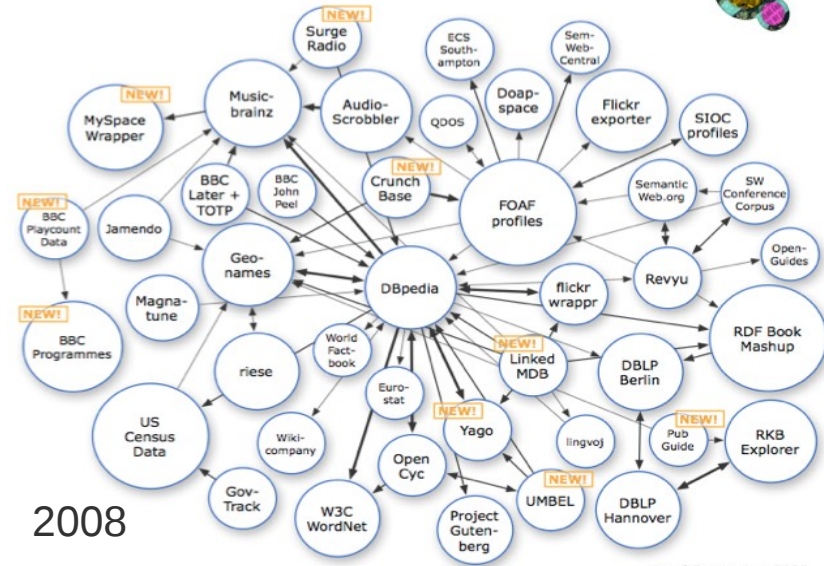 NEW!
Surge
Radio
ECS
South-
ampton
Sem-
Web-
Central
NEW!
MySpace
Wrapper
Music-
brainz
Audio-
Scrobbler
QDOS
Doap-
space
Flickr
exporter
SIOC
profiles
NEW!
BBC
Playcount
Data
Jamendo
BBC
Later +
TOTP
BBC
John
Peel
NEW!
Crunch
Base
FOAF
profiles
Semantic
Web.org
SW
Conference
Corpus
Geo-
names
DBpedia
flickr
wrappr
Revyu
Open-
Guides
NEW!
BBC
Programmes
Magna-
tune
riese
World
Fact-
book
Euro-
stat
NEW!
Linked
MDB
DBLP
Berlin
RDF Book
Mashup
US
Census
Data
Wiki-
company
Open
Cyc
NEW!
Yago
lingvoj
NEW!
Pub
Guide
RKB
Explorer
Gov-
Track
W3C
WordNet
Project
Guten-
berg
NEW!
UMBEL
DBLP
Hannover
2008